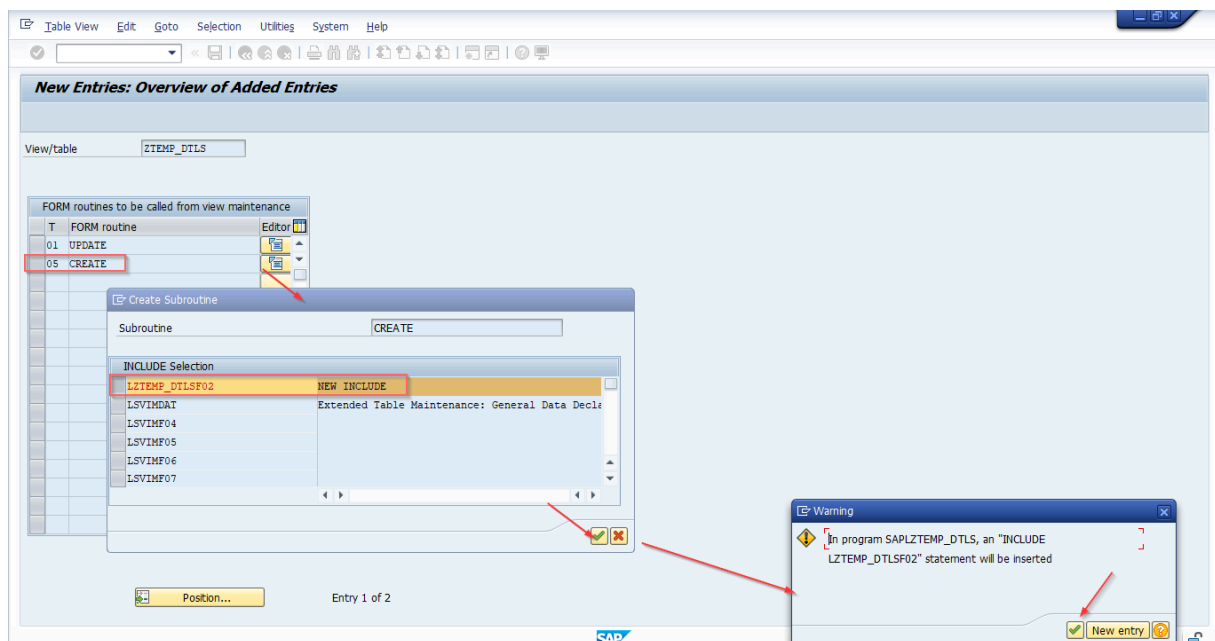 Table View Edit Goto Selection Utilities System Help
New Entries: Overview of Added Entries
View/table ZTEMP_DTLS
FORM routines to be called from view maintenance
T FORM routine Editor
01 UPDATE
05 CREATE
Create Subroutine
Subroutine CREATE
INCLUDE Selection
LZTEMP_DTLSF02 NEW INCLUDE
LSVIMDAT Extended Table Maintenance: General Data Decla
LSVIMF04
LSVIMF05
LSVIMF06
LSVIMF07
Warning
In program SAPLZTEMP_DTLS, an "INCLUDE
LZTEMP_DTLSF02" statement will be inserted
Position... Entry 1 of 2
New entry
SAP